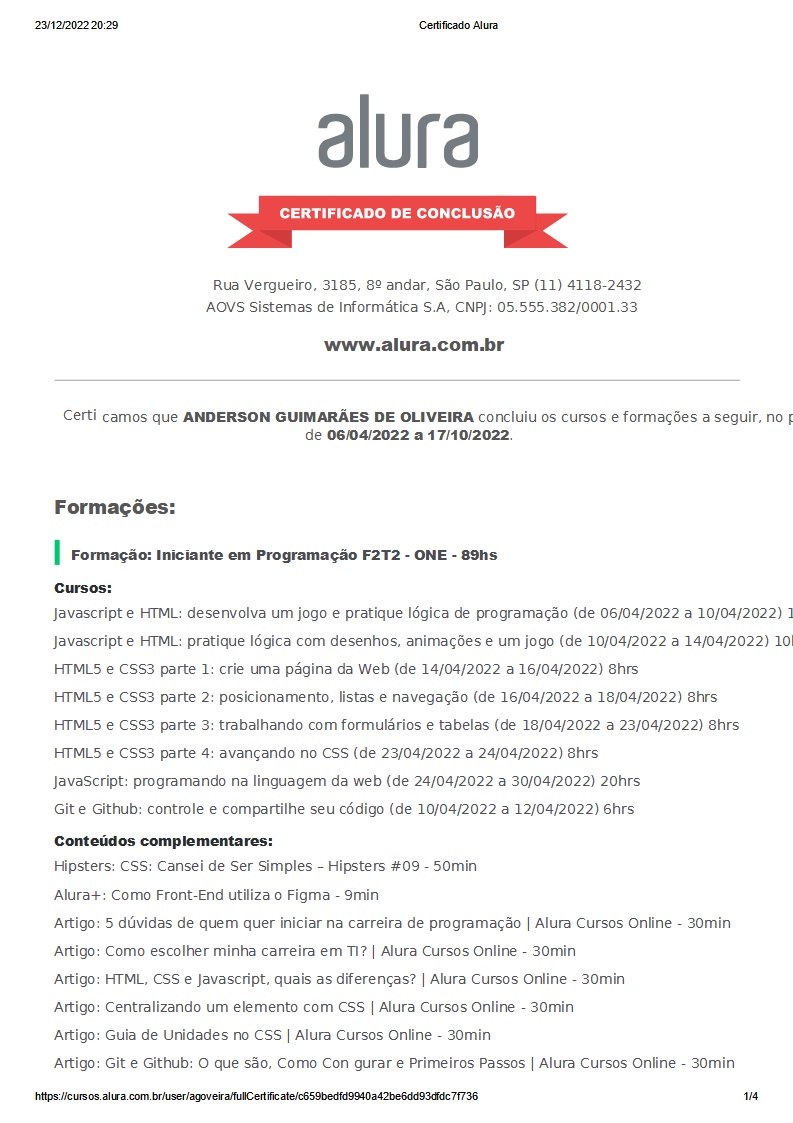 23/12/2022 20:29 Certificado Alura
alura
CERTIFICADO DE CONCLUSÃO
Rua Vergueiro, 3185, 8º andar, São Paulo, SP (11) 4118-2432
AOVS Sistemas de Informática S.A, CNPJ: 05.555.382/0001.33
www.alura.com.br
Certi camos que ANDERSON GUIMARÃES DE OLIVEIRA concluiu os cursos e formações a seguir, no
de 06/04/2022 a 17/10/2022.
Formações:
Formação: Iniciante em Programação F2T2 - ONE - 89hs
Cursos:
Javascript e HTML: desenvolva um jogo e pratique lógica de programação (de 06/04/2022 a 10/04/2022)
Javascript e HTML: pratique lógica com desenhos, animações e um jogo (de 10/04/2022 a 14/04/2022)
HTML5 e CSS3 parte 1: crie uma página da Web (de 14/04/2022 a 16/04/2022) 8hrs
HTML5 e CSS3 parte 2: posicionamento, listas e navegação (de 16/04/2022 a 18/04/2022) 8hrs
HTML5 e CSS3 parte 3: trabalhando com formulários e tabelas (de 18/04/2022 a 23/04/2022) 8hrs
HTML5 e CSS3 parte 4: avançando no CSS (de 23/04/2022 a 24/04/2022) 8hrs
JavaScript: programando na linguagem da web (de 24/04/2022 a 30/04/2022) 20hrs
Git e Github: controle e compartilhe seu código (de 10/04/2022 a 12/04/2022) 6hrs
Conteúdos complementares:
Hipsters: CSS: Cansei de Ser Simples – Hipsters #09 - 50min
Alura+: Como Front-End utiliza o Figma - 9min
Artigo: 5 dúvidas de quem quer iniciar na carreira de programação | Alura Cursos Online - 30min
Artigo: Como escolher minha carreira em TI? | Alura Cursos Online - 30min
Artigo: HTML, CSS e Javascript, quais as diferenças? | Alura Cursos Online - 30min
Artigo: Centralizando um elemento com CSS | Alura Cursos Online - 30min
Artigo: Guia de Unidades no CSS | Alura Cursos Online - 30min
Artigo: Git e Github: O que são, Como Con gurar e Primeiros Passos | Alura Cursos Online - 30min
https://cursos.alura.com.br/user/agoveira/fullCertificate/c659bedfd9940a42be6dd93dfdc7f736 1/4